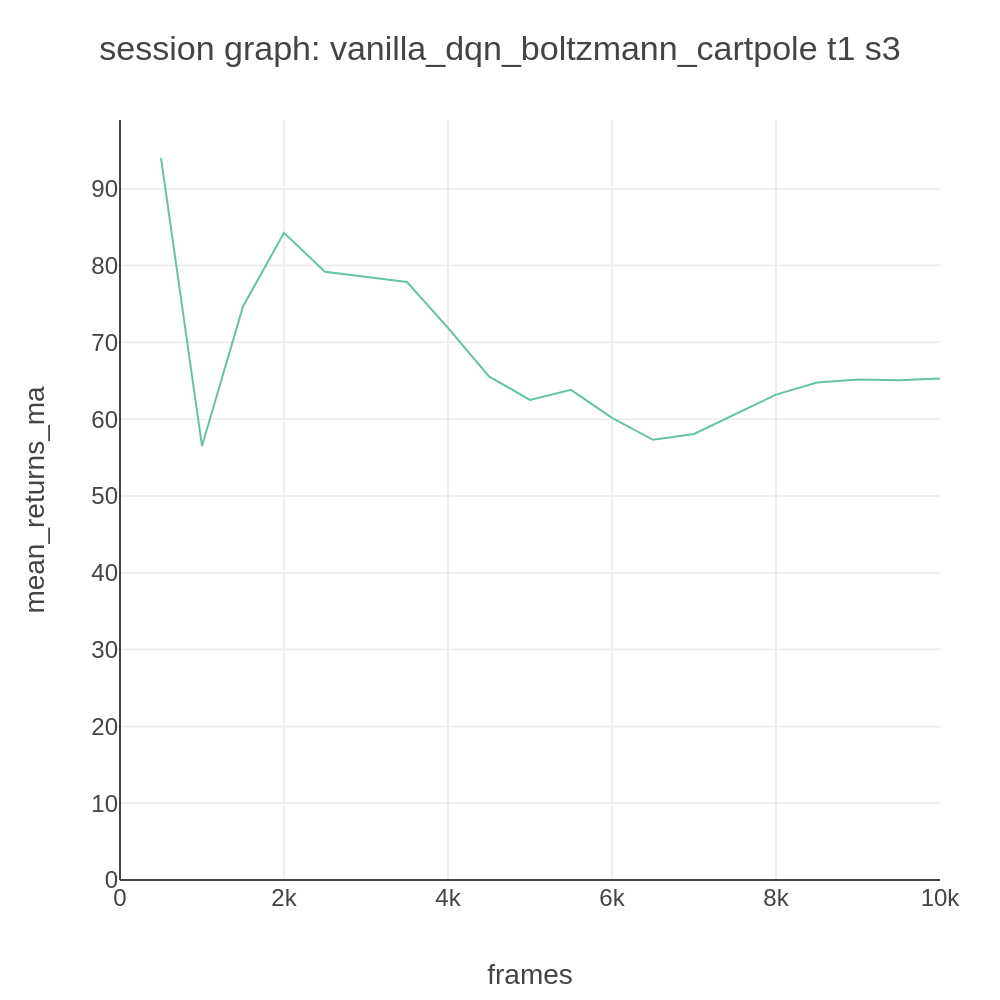 session graph: vanilla_dqn_boltzmann_cartpole t1 s3
mean_returns_ma
90
80
70
60
50
40
30
20
10
0
0
2k
4k
6k
8k
10k
frames